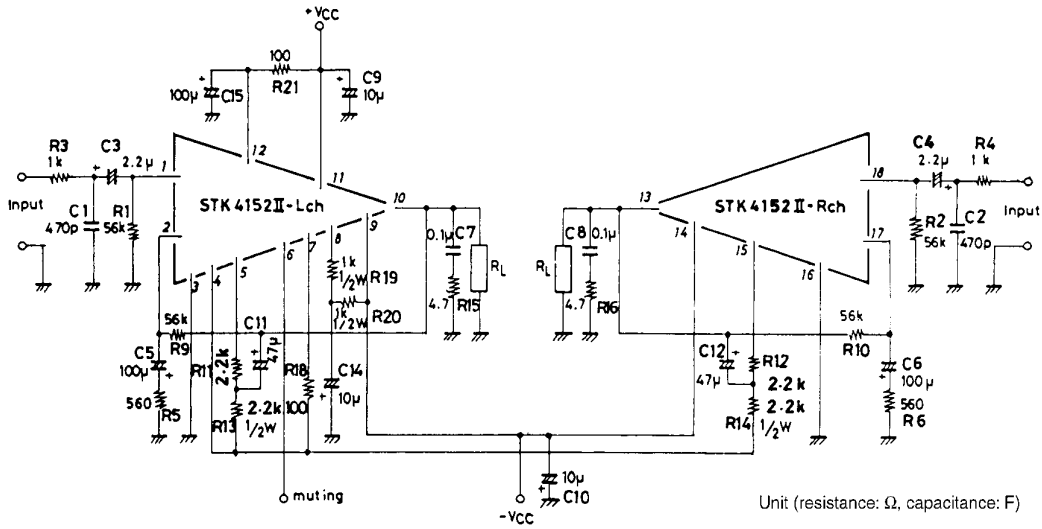 +VCC
100
R21
C9
10μ
100μ
C15
R3
1k
C3
2.2μ
1
12
11
10
Input
C1
470p
R1
56k
2
STK4152II-Lch
9
8
7
6
5
4
3
0.1μ
C7
RL
4.7
R15
1k
1/2W
R19
1k
1/2W
R20
56k
R9
C11
47μ
C5
100μ
R11
2.2k
R18
100
C14
10μ
560
R5
R13
2.2k
1/2W
muting
-VCC
10μ
C10
13
STK4152II-Rch
18
C4
2.2μ
R4
1k
14
15
16
17
R2
56k
C2
470p
Input
RL
C8
0.1μ
4.7
R16
56k
R10
C12
47μ
R12
2.2k
2.2k
R14
1/2W
C6
100μ
560
R6
Unit (resistance: Ω, capacitance: F)